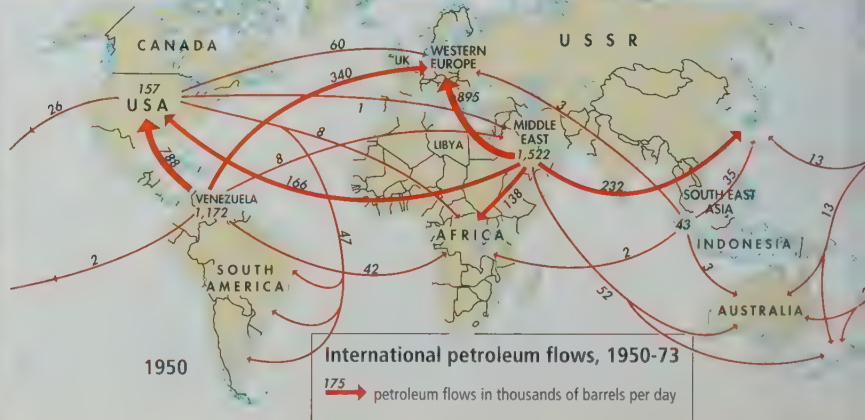 CANADA
USSR
60
WESTERN
EUROPE
UK
340
157
USA
26
895
3
1
MIDDLE
EAST
1,522
8
8
LIBYA
13
788
166
VENEZUELA
1,172
138
232
35
SOUTH EAST
ASIA
43
13
AFRICA
INDONESIA
47
2
42
2
3
SOUTH
AMERICA
52
AUSTRALIA
1950
International petroleum flows, 1950-73
175
petroleum flows in thousands of barrels per day